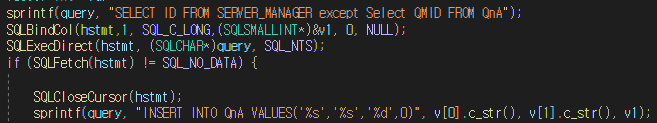 sprintf(query, "SELECT ID FROM SERVER_MANAGER except Select QMID FROM QnA");
SQLBindCol(hstmt,1, SQL_C_LONG,(SQLSMALLINT*)&v1, 0, NULL);
SQLExecDirect(hstmt, (SQLCHAR*)query, SQL_NTS);
if (SQLFetch(hstmt) != SQL_NO_DATA) {
SQLCloseCursor(hstmt);
sprintf(query, "INSERT INTO QnA VALUES('%s','%s','%d',0)", v[0].c_str(), v[1].c_str(), v1);